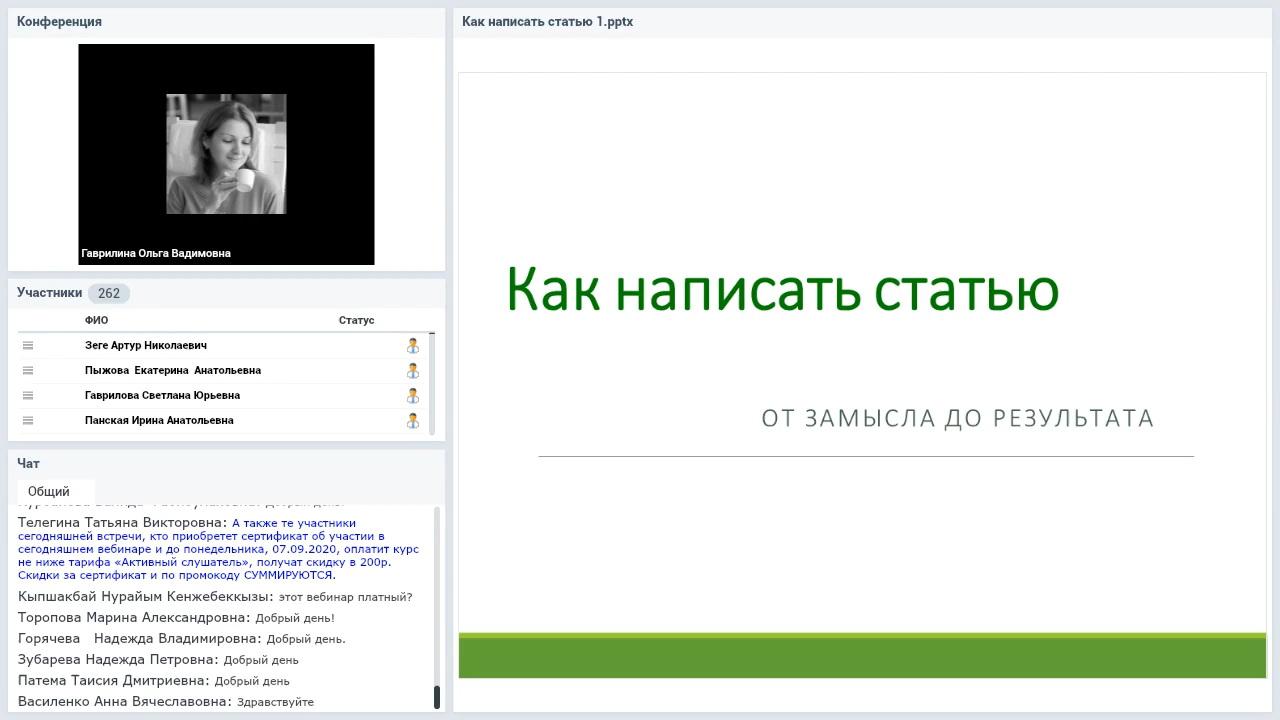 Конференция
Гаврилина Ольга Вадимовна
Участники 262
ФИО Статус
Зеге Артур Николаевич
Пыжова Екатерина Анатольевна
Гаврилова Светлана Юрьевна
Панская Ирина Анатольевна
Чат
Общий
Телегина Татьяна Викторовна: А также те участники
сегодняшней встречи, кто приобретет сертификат об участии в
сегодняшнем вебинаре и до понедельника, 07.09.2020, оплатит курс
не ниже тарифа «Активный слушатель», получат скидку в 200р.
Скидки за сертификат и по промокоду СУММИРУЮТСЯ.
Кыпшакбай Нурайым Кенжебеккызы: этот вебинар платный?
Торопова Марина Александровна: Добрый день!
Горячева Надежда Владимировна: Добрый день.
Зубарева Надежда Петровна: Добрый день
Патема Таисия Дмитриевна: Добрый день
Василенко Анна Вячеславовна: Здравствуйте
Как написать статью 1.pptx
Как написать статью
ОТ ЗАМЫСЛА ДО РЕЗУЛЬТАТА